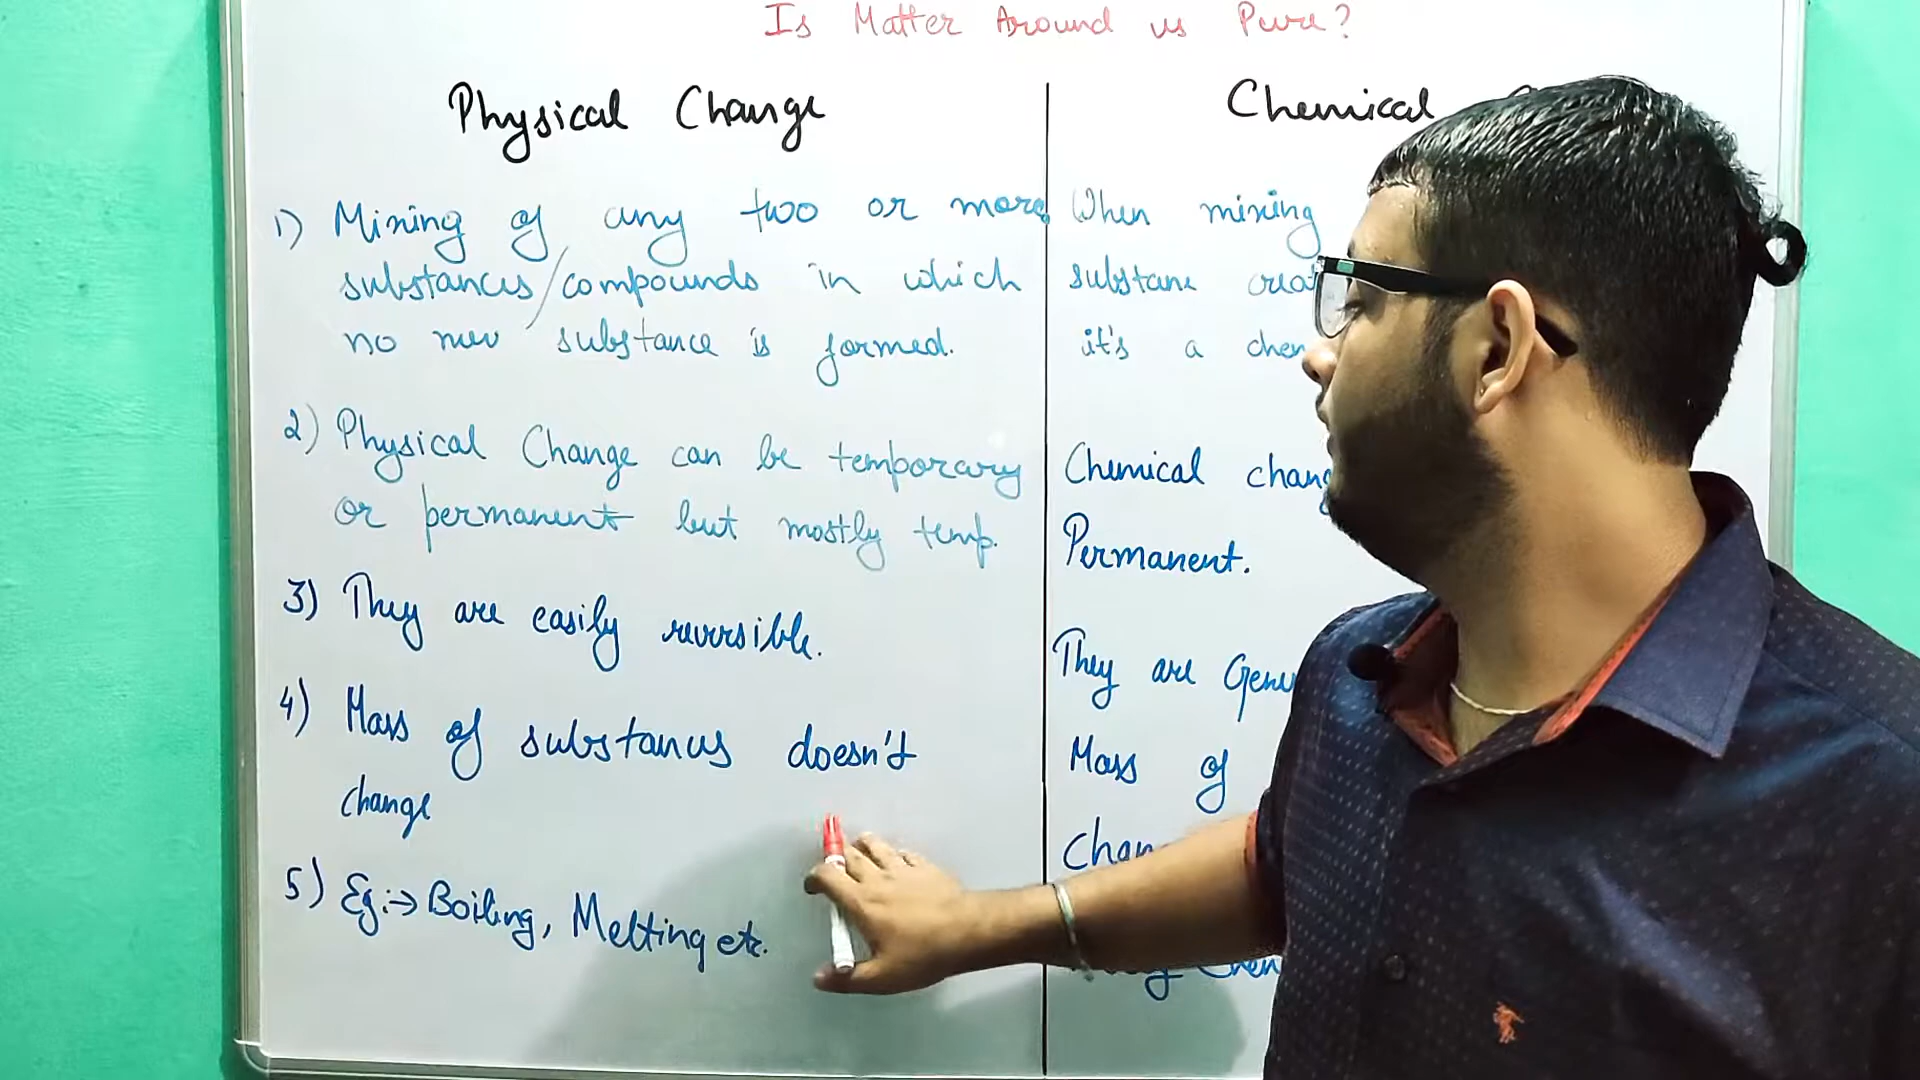 Is Matter Around us Pure?
Physical Change
1) Mixing of any two or more
substances/compounds in which
no new substance is formed.
2) Physical Change can be temporary
or permanent but mostly temp.
3) They are easily reversible.
4) Mass of substances doesn't
change
5) Eg:→ Boiling, Melting etc.
Chemical
When mixing
substane
it's a
Chemical
Permanent.
They are
Mass of